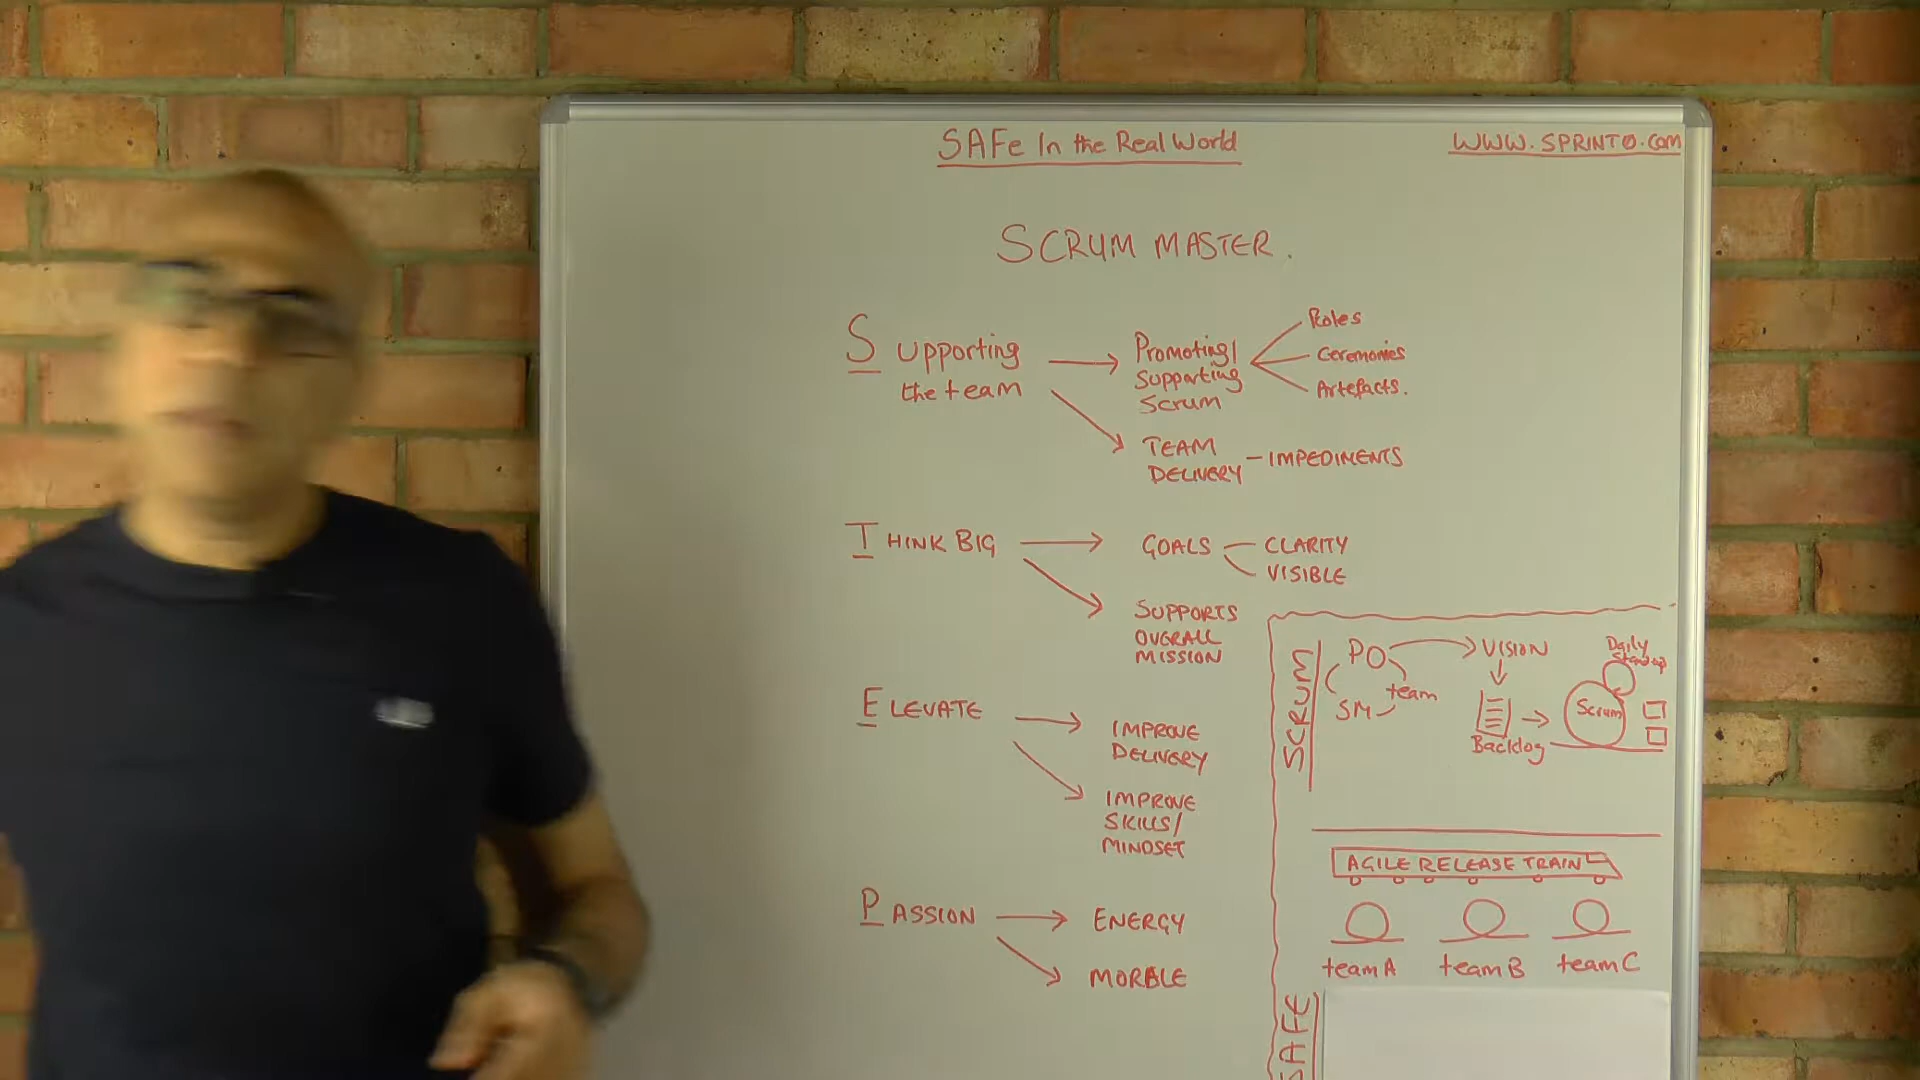 SAFe In the Real World
WWW.SPRINT0.com
SCRUM MASTER.
Supporting
the team
Promoting/
Supporting
Scrum
Roles
Ceremonies
Artefacts.
TEAM
DELIVERY - IMPEDIMENTS
THINK BIG
GOALS
CLARITY
VISIBLE
SUPPORTS
OVERALL
MISSION
ELEVATE
IMPROVE
DELIVERY
IMPROVE
SKILLS/
MINDSET
PASSION
ENERGY
MORALE
SCRUM
PO
SM
team
VISION
Backlog
Daily
Standup
Scrum
AGILE RELEASE TRAIN
team A
team B
team C
SAFE